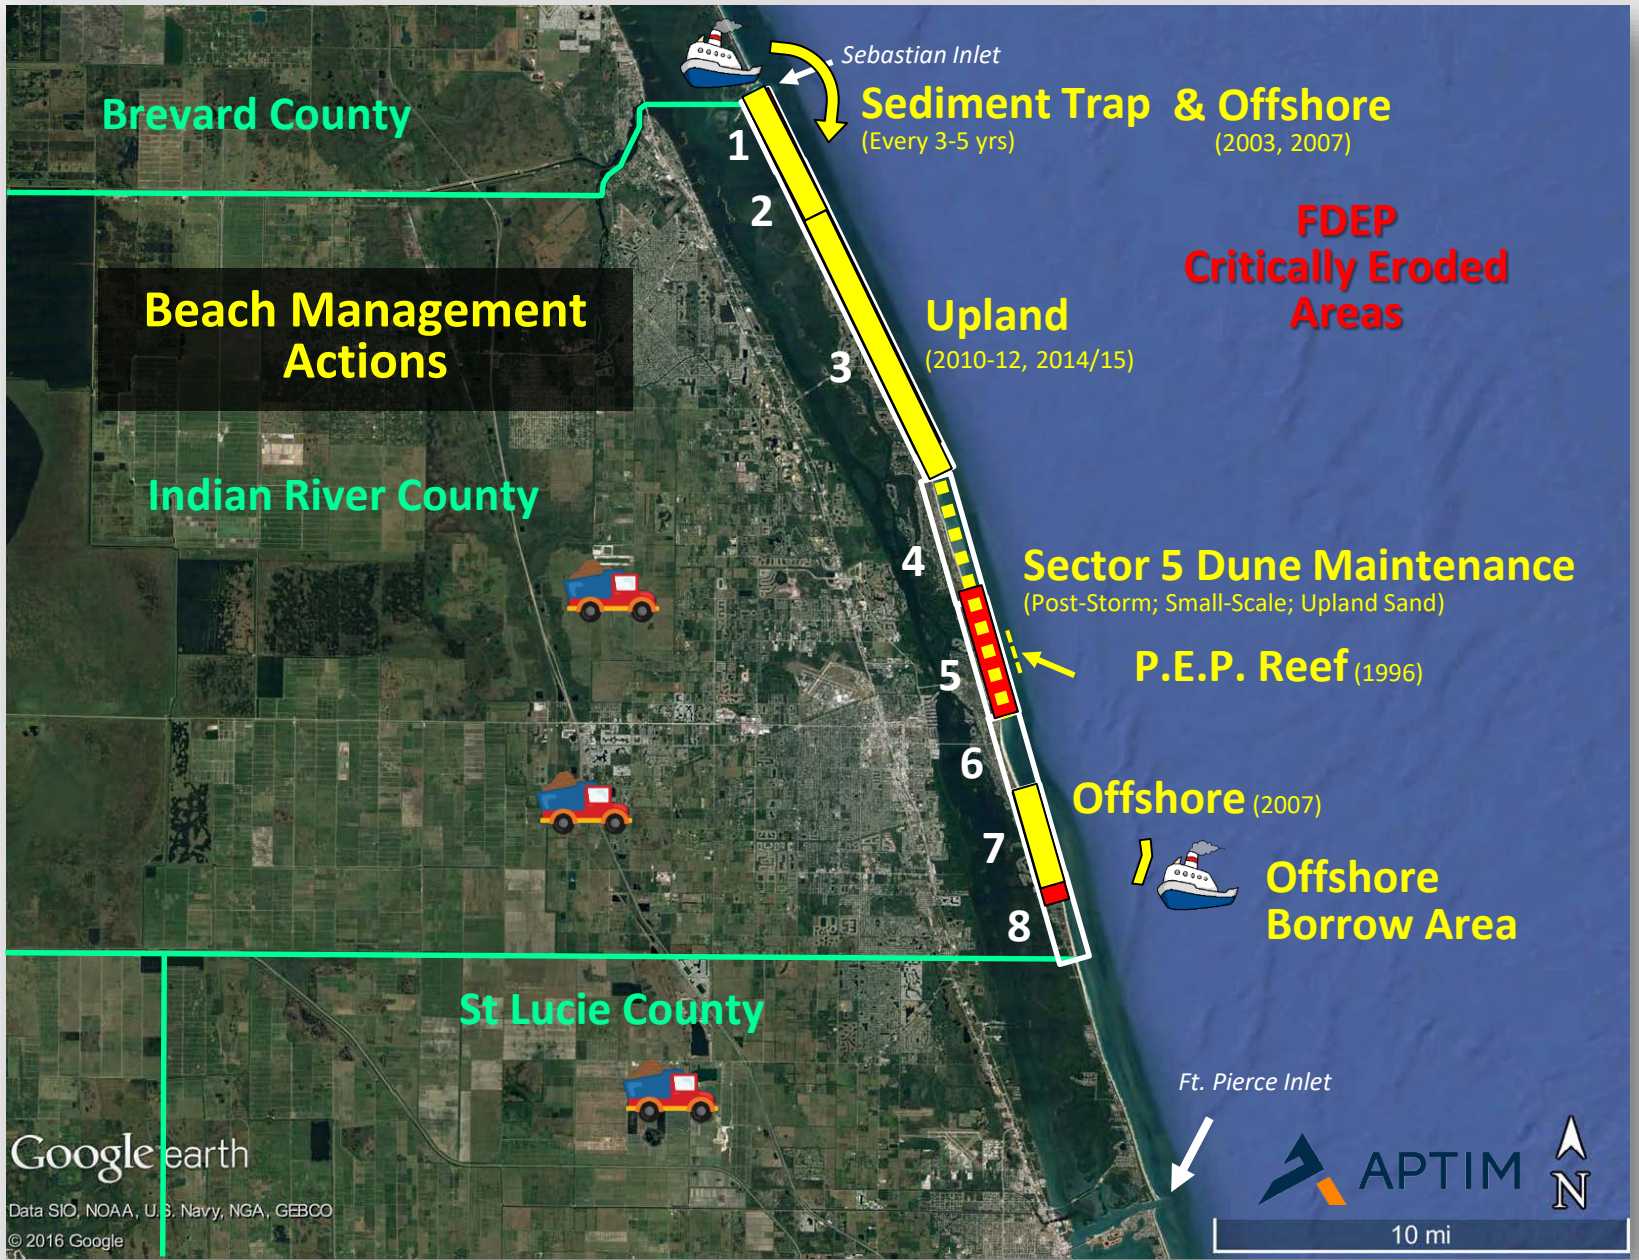 Sebastian Inlet
Brevard County
Sediment Trap & Offshore
(Every 3-5 yrs)
(2003, 2007)
1
2
FDEP
Critically Eroded
Areas
Beach Management
Actions
Upland
(2010-12, 2014/15)
3
Indian River County
4
Sector 5 Dune Maintenance
(Post-Storm; Small-Scale; Upland Sand)
5
P.E.P. Reef (1996)
6
Offshore (2007)
7
Offshore
Borrow Area
8
St Lucie County
Ft. Pierce Inlet
Google earth
APTIM
N
Data SIO, NOAA, U.S. Navy, NGA, GEBCO
© 2016 Google
10 mi